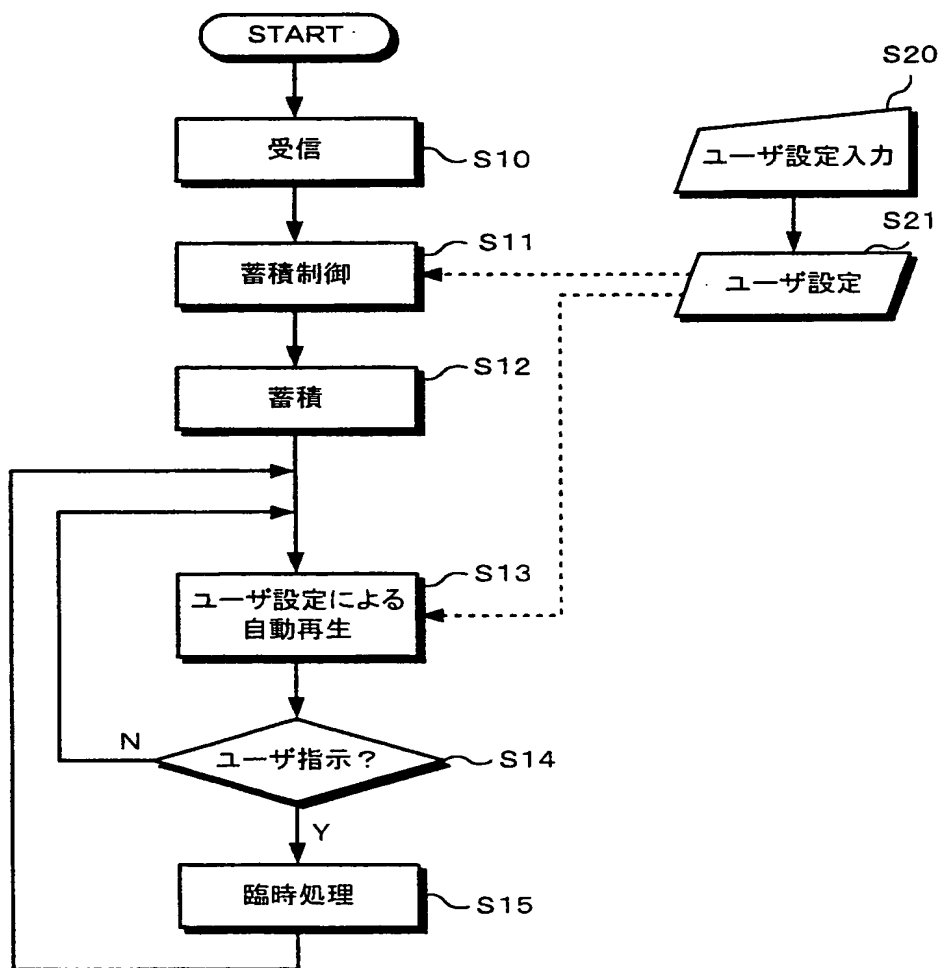 START
受信
S10
蓄積制御
S11
蓄積
S12
ユーザ設定による
自動再生
S13
ユーザ指示?
S14
N
Y
臨時処理
S15
S20
ユーザ設定入力
S21
ユーザ設定